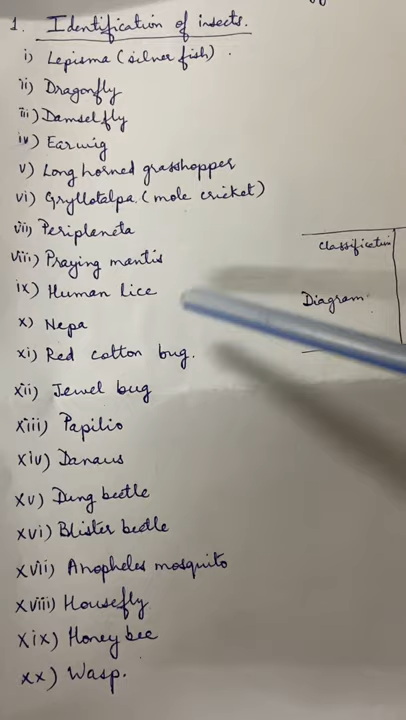 1. Identification of insects.
i) Lepisma (silver fish).
ii) Dragonfly
iii) Damselfly
iv) Earwig
v) Long horned grasshopper
vi) Gryllotalpa. (mole cricket)
vii) Periplaneta
viii) Praying mantis
ix) Human lice
x) Nepa
xi) Red cotton bug.
xii) Jewel bug
xiii) Papilio
xiv) Danaus
xv) Dung beetle
xvi) Blister beetle
xvii) Anopheles mosquito
xviii) Housefly
xix) Honey bee
xx) Wasp.
Classification
Diagram